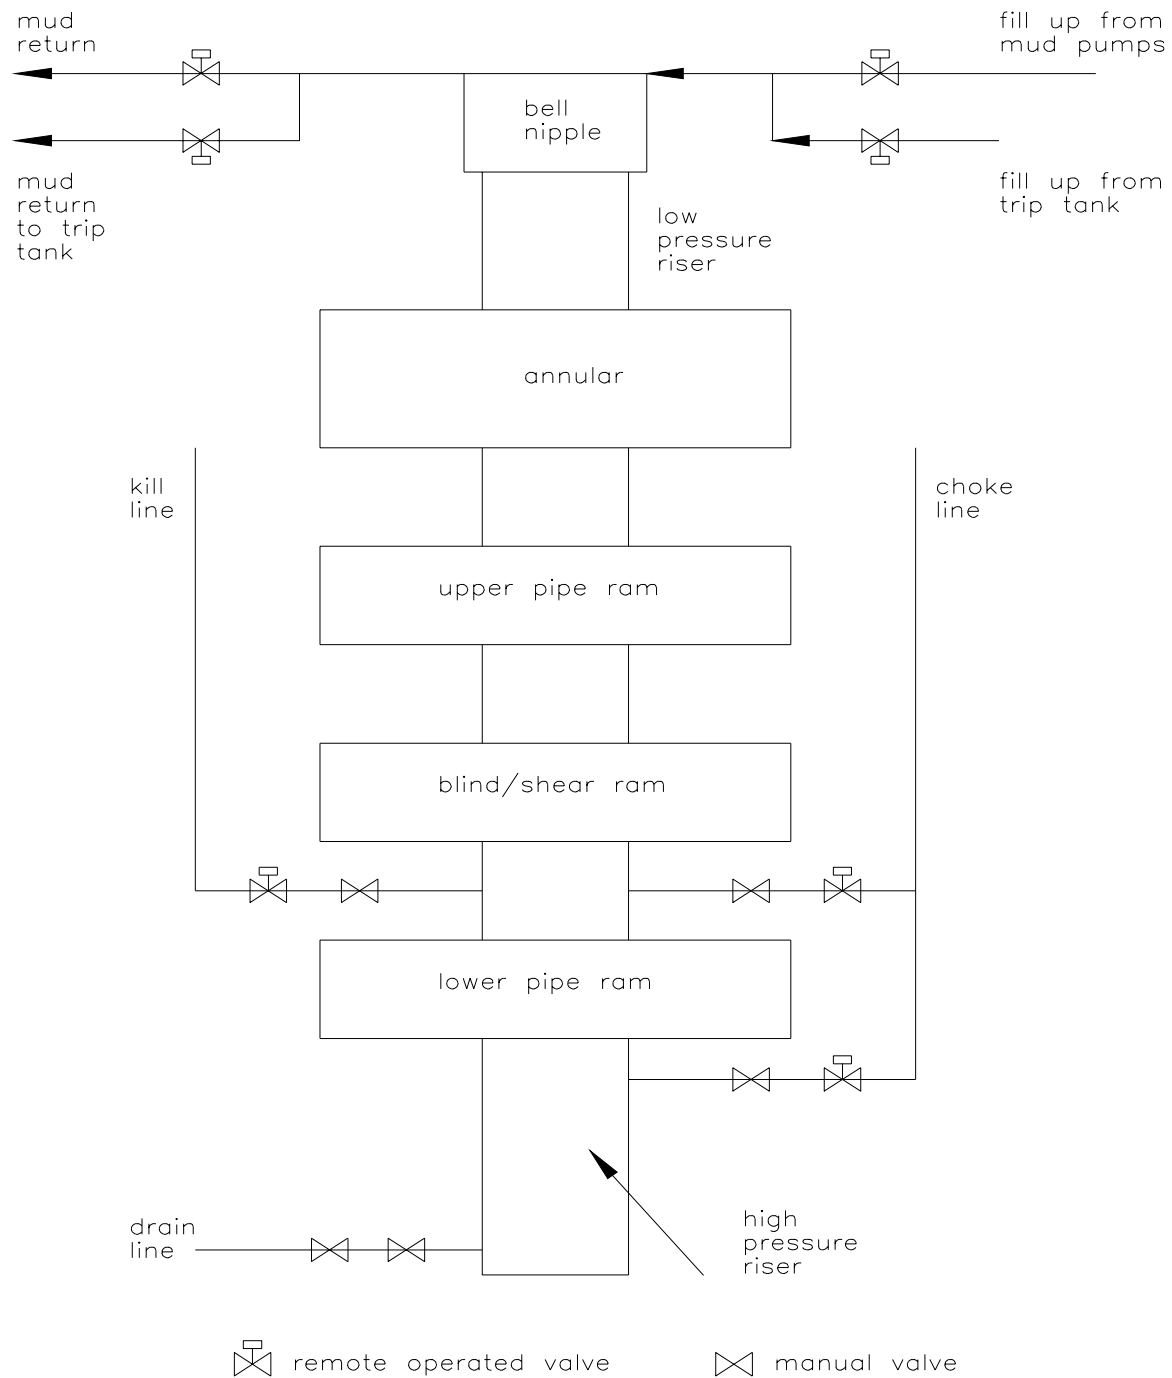 mud
return
fill up from
mud pumps
bell
nipple
mud
return
to trip
tank
fill up from
trip tank
low
pressure
riser
annular
kill
line
choke
line
upper pipe ram
blind/shear ram
lower pipe ram
drain
line
high
pressure
riser
remote operated valve
manual valve